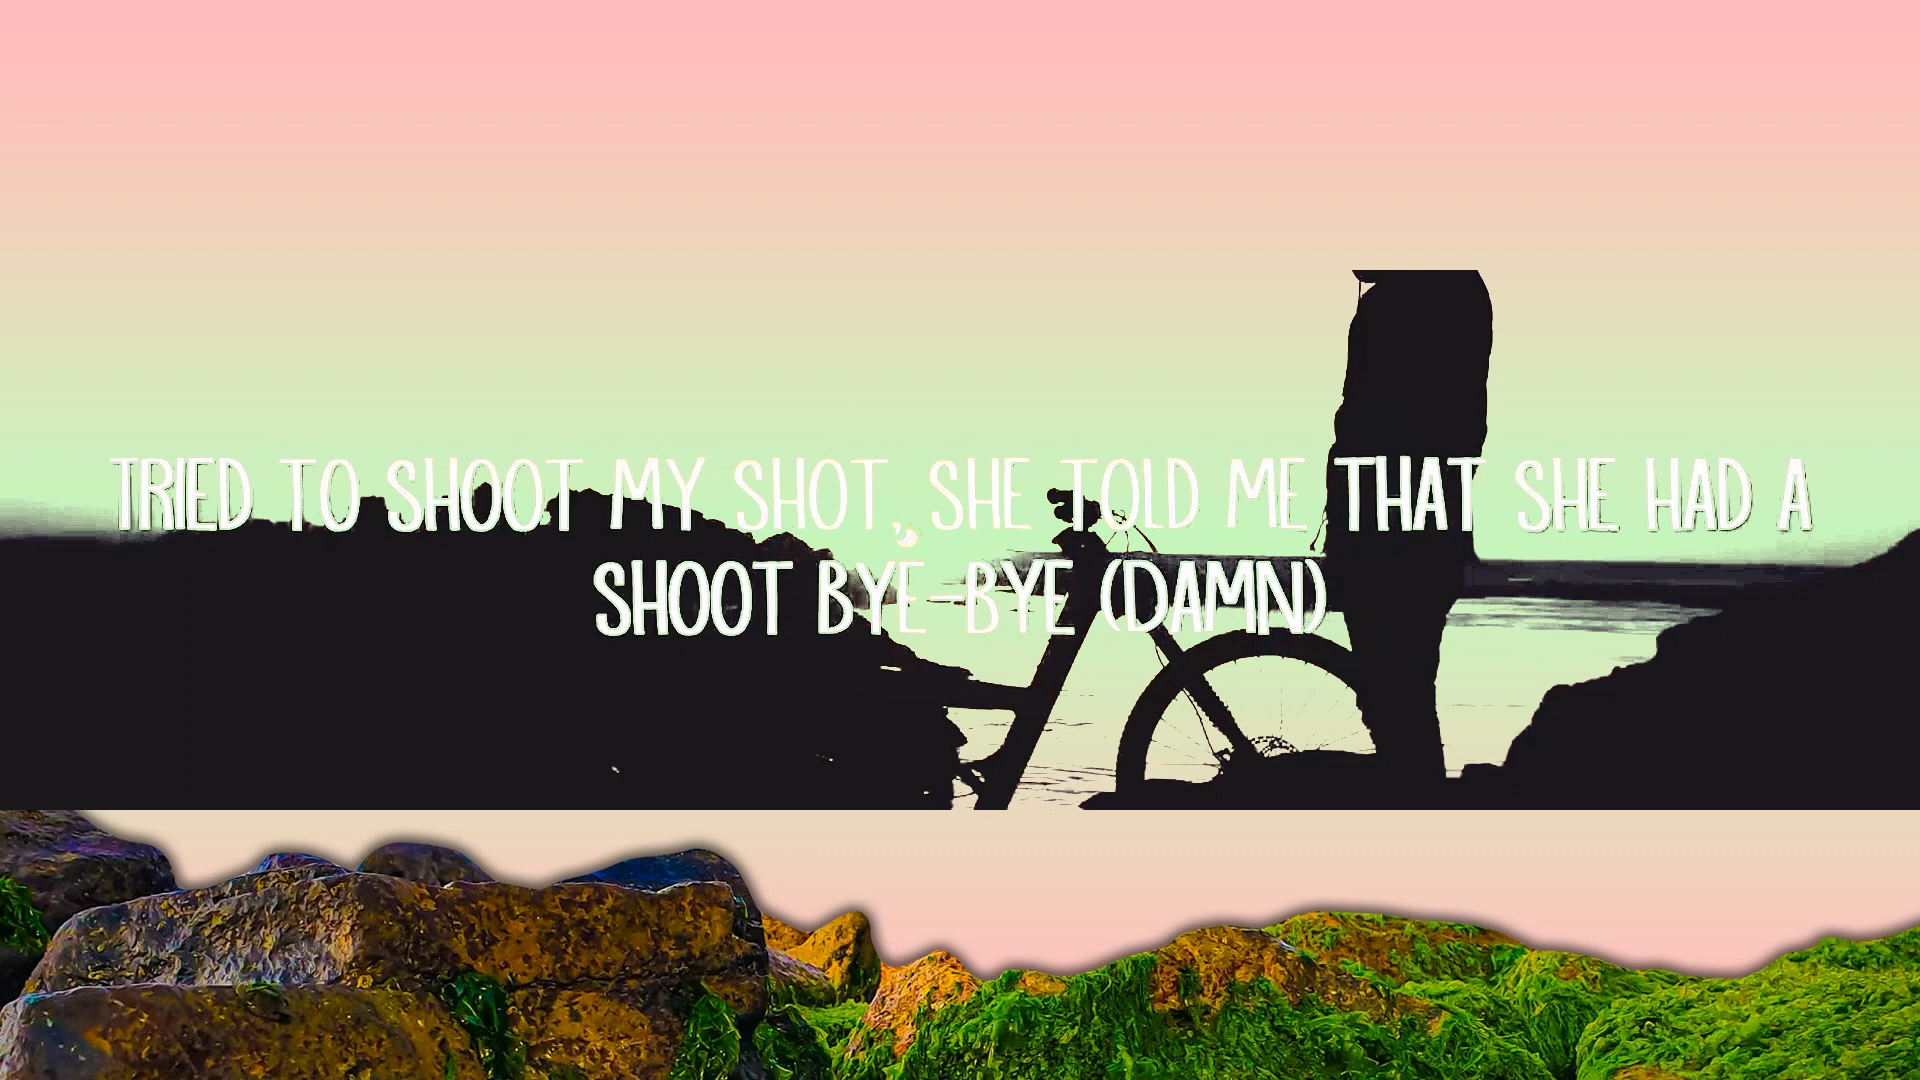 TRIED TO SHOOT MY SHOT, SHE TOLD ME THAT SHE HAD A
SHOOT BYE-BYE (DAMN)